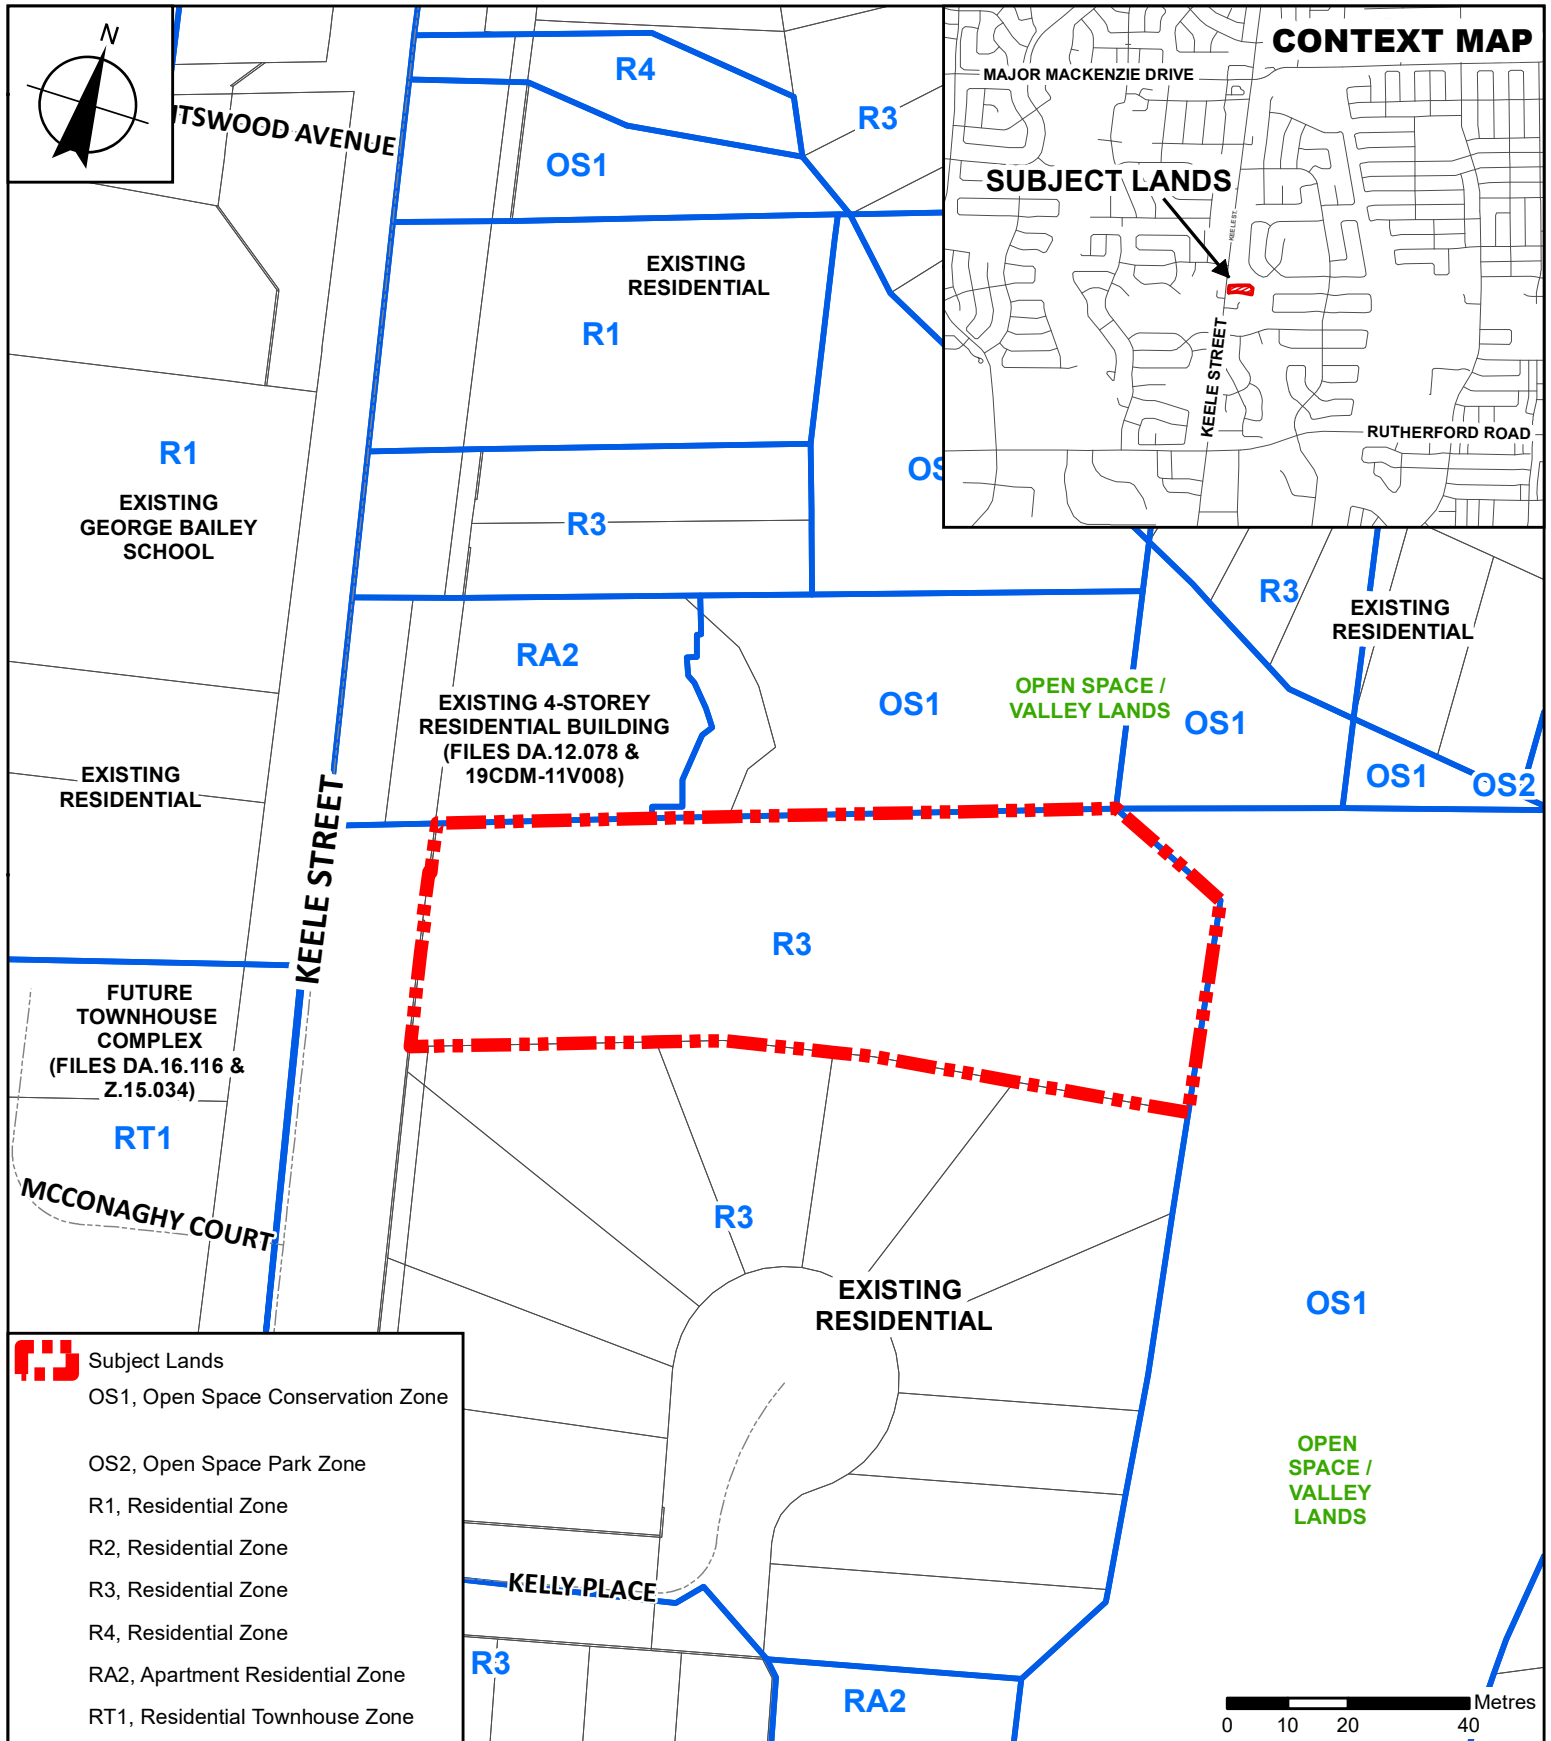 N
ITSWOOD AVENUE
R4
R3
OS1
CONTEXT MAP
MAJOR MACKENZIE DRIVE
SUBJECT LANDS
KEELE ST.
KEELE STREET
RUTHERFORD ROAD
EXISTING
RESIDENTIAL
R1
R1
EXISTING
GEORGE BAILEY
SCHOOL
OS
R3
R3
EXISTING
RESIDENTIAL
RA2
EXISTING 4-STOREY
RESIDENTIAL BUILDING
(FILES DA.12.078 &
19CDM-11V008)
OS1
OPEN SPACE /
VALLEY LANDS
OS1
OS1
OS2
EXISTING
RESIDENTIAL
KEELE STREET
R3
FUTURE
TOWNHOUSE
COMPLEX
(FILES DA.16.116 &
Z.15.034)
RT1
MCCONAGHY COURT
R3
EXISTING
RESIDENTIAL
OS1
OPEN
SPACE /
VALLEY
LANDS
KELLY PLACE
R3
RA2
Subject Lands
OS1, Open Space Conservation Zone
OS2, Open Space Park Zone
R1, Residential Zone
R2, Residential Zone
R3, Residential Zone
R4, Residential Zone
RA2, Apartment Residential Zone
RT1, Residential Townhouse Zone
Metres
0 10 20 40